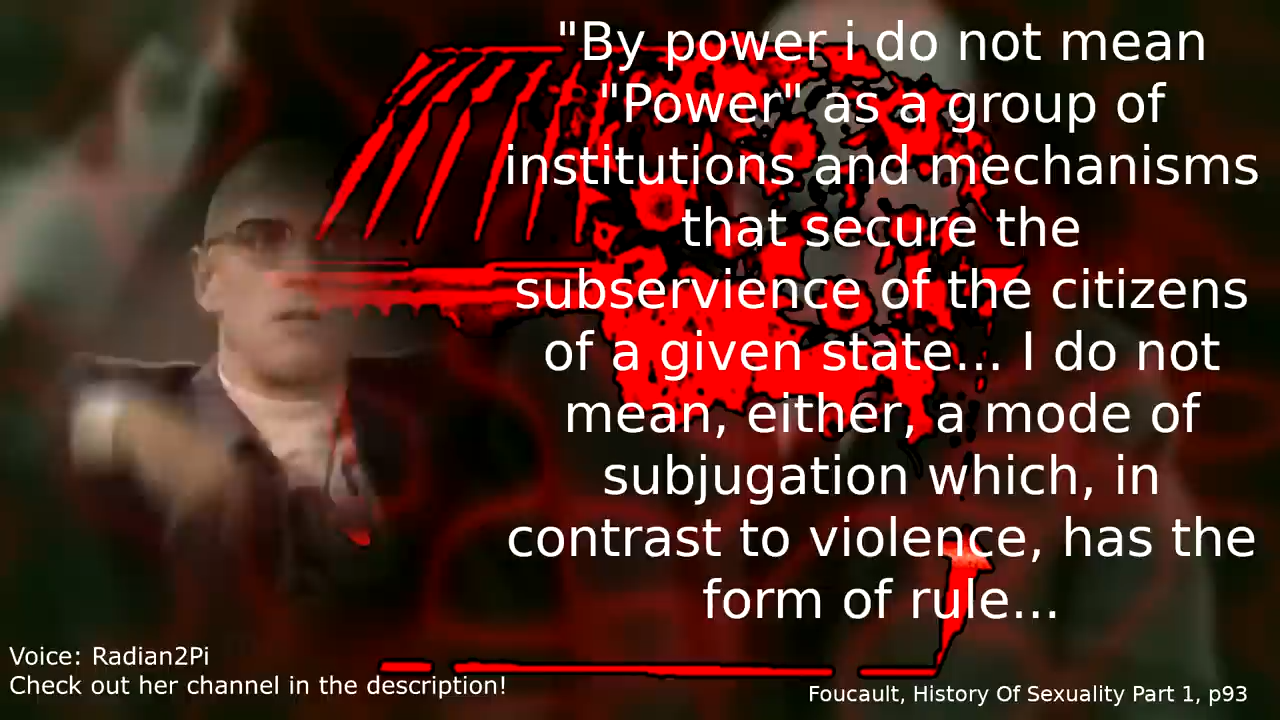 "By power i do not mean
"Power" as a group of
institutions and mechanisms
that secure the
subservience of the citizens
of a given state... I do not
mean, either, a mode of
subjugation which, in
contrast to violence, has the
form of rule...
Voice: Radian2Pi
Check out her channel in the description!
Foucault, History Of Sexuality Part 1, p93